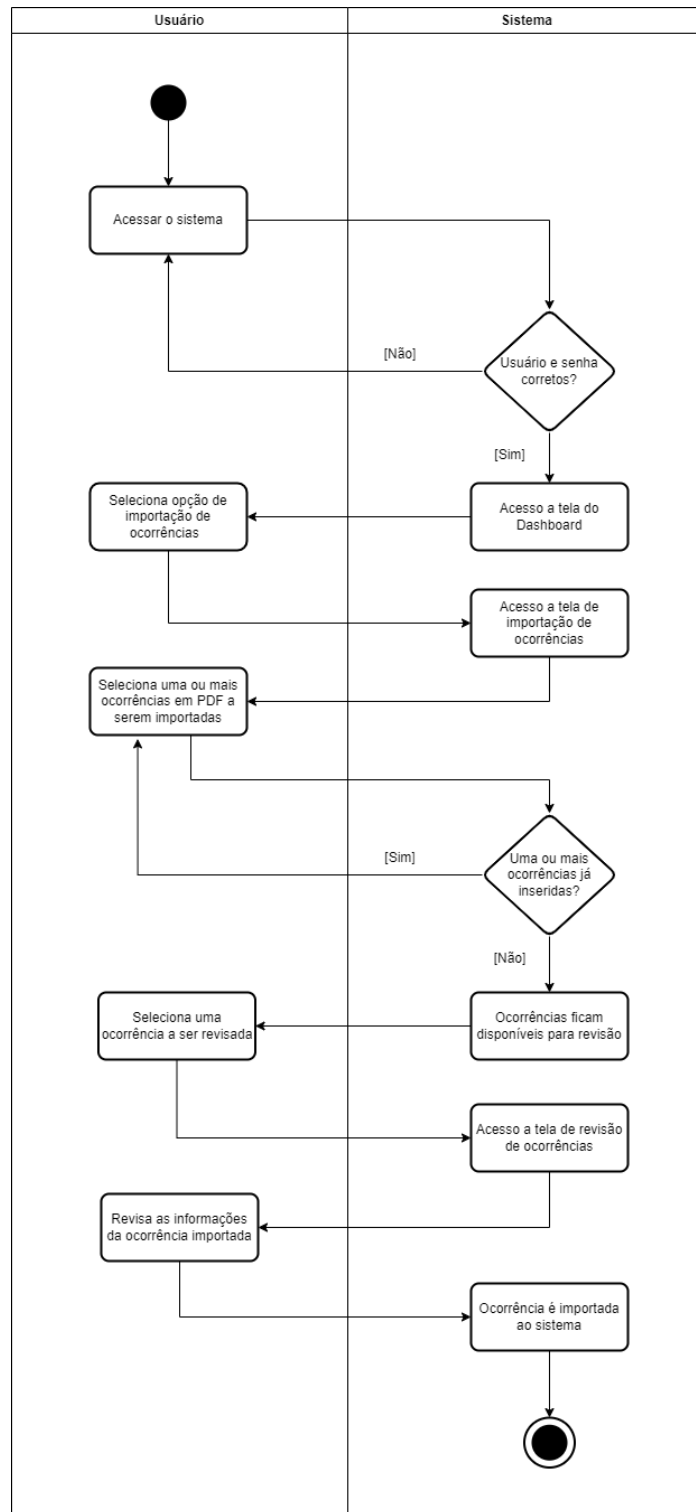 Usuário
Sistema
Acessar o sistema
Usuário e senha
corretos?
[Não]
[Sim]
Seleciona opção de
importação de
ocorrências
Acesso a tela do
Dashboard
Acesso a tela de
importação de
ocorrências
Seleciona uma ou mais
ocorrências em PDF a
serem importadas
[Sim]
Uma ou mais
ocorrências já
inseridas?
[Não]
Seleciona uma
ocorrência a ser revisada
Ocorrências ficam
disponíveis para revisão
Acesso a tela de revisão
de ocorrências
Revisa as informações
da ocorrência importada
Ocorrência é importada
ao sistema